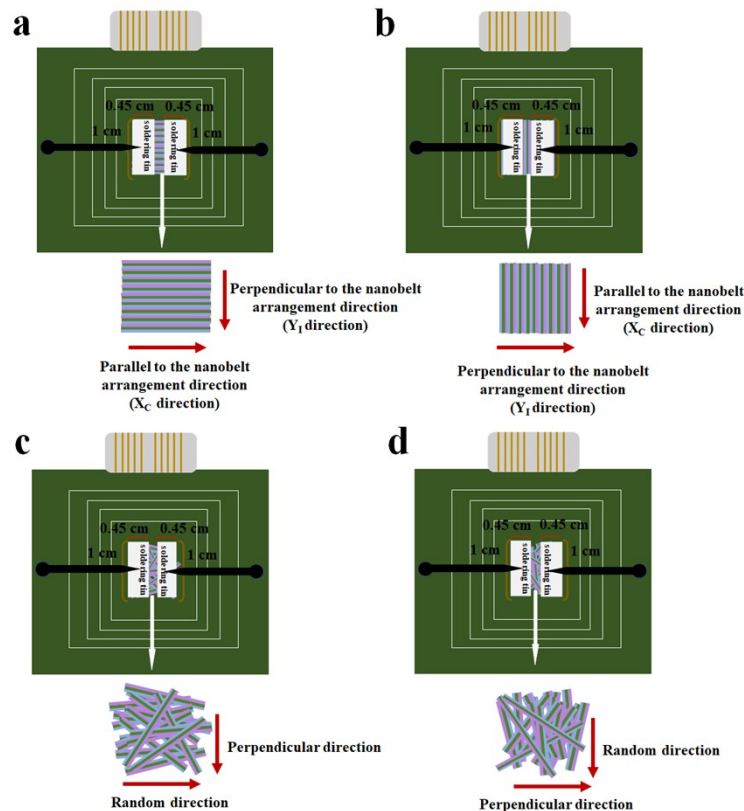 a
0.45 cm 0.45 cm
1 cm 1 cm
soldering tin soldering tin
Perpendicular to the nanobelt
arrangement direction
(Y_I direction)
Parallel to the nanobelt
arrangement direction
(X_C direction)
b
0.45 cm 0.45 cm
1 cm 1 cm
soldering tin soldering tin
Parallel to the nanobelt
arrangement direction
(X_C direction)
Perpendicular to the nanobelt
arrangement direction
(Y_I direction)
c
0.45 cm 0.45 cm
1 cm 1 cm
soldering tin soldering tin
Perpendicular direction
Random direction
d
0.45 cm 0.45 cm
1 cm 1 cm
soldering tin soldering tin
Random direction
Perpendicular direction